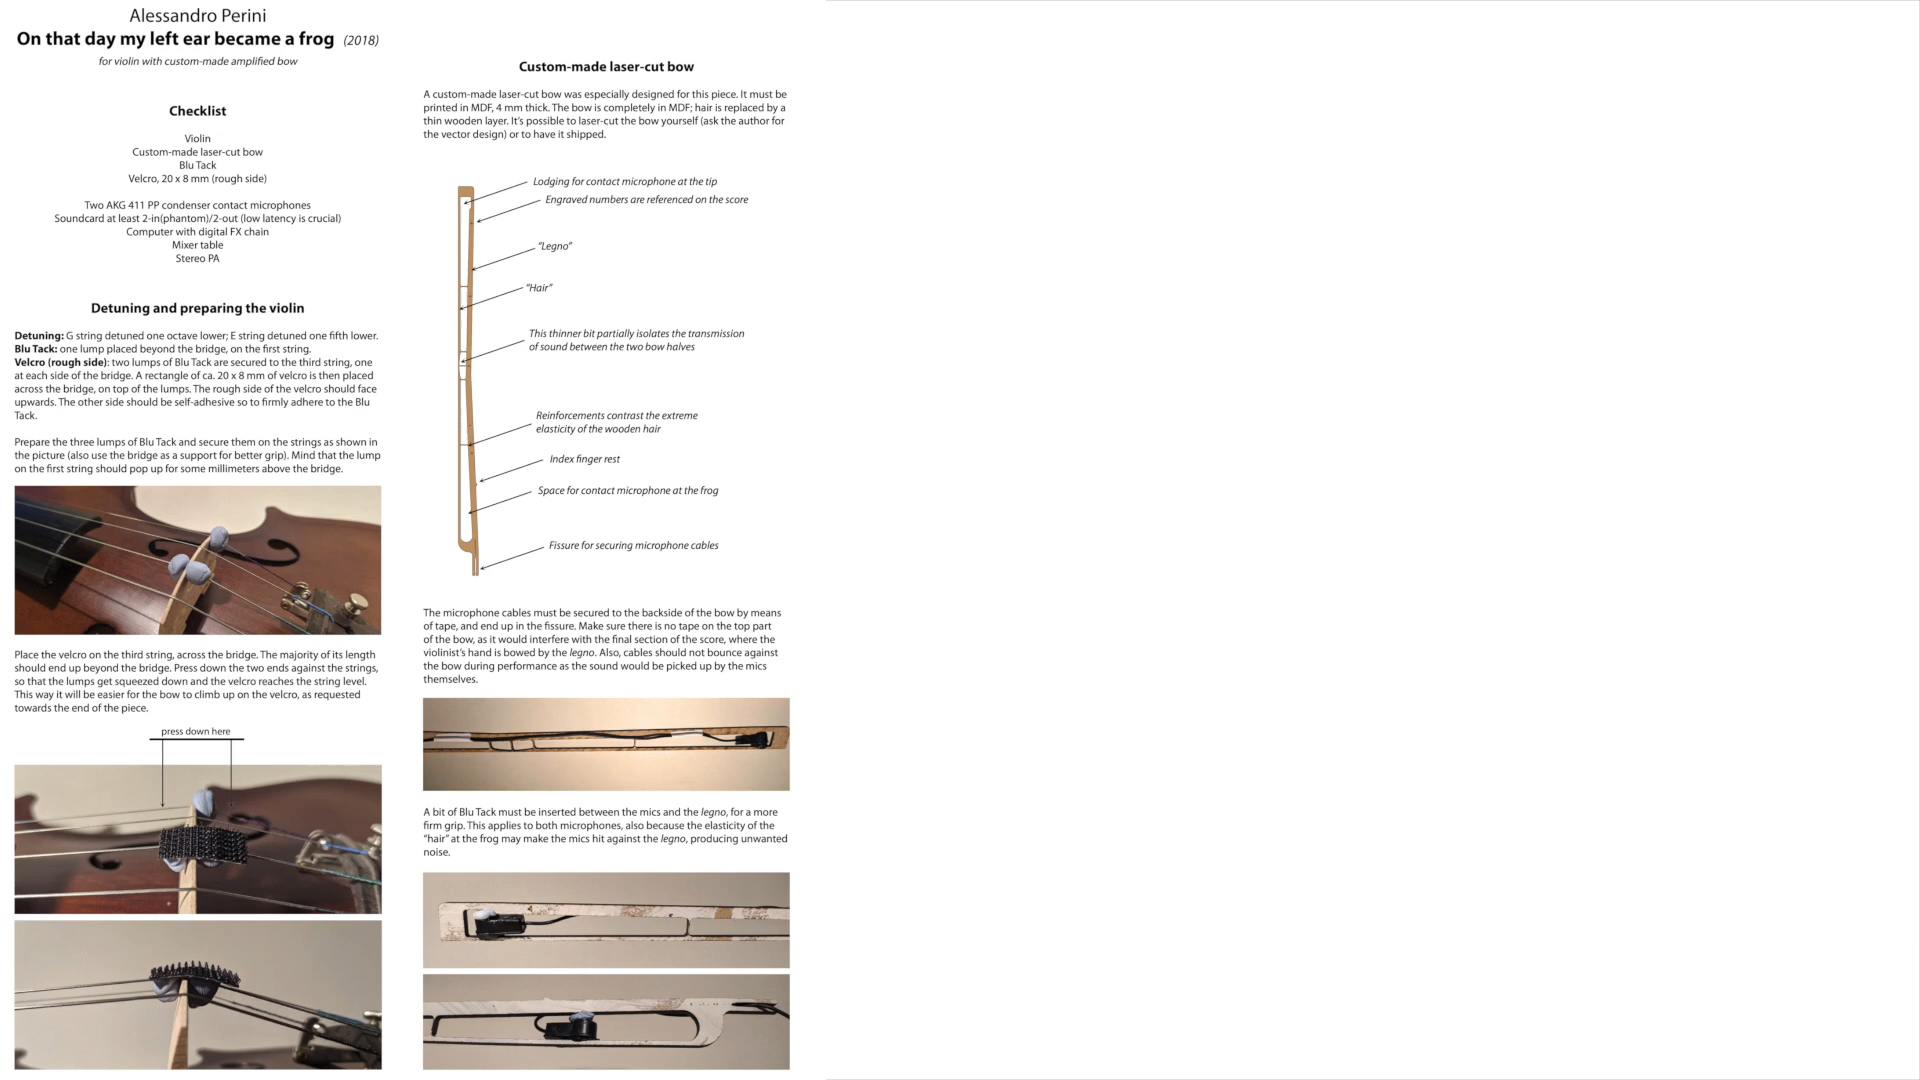 Alessandro Perini
On that day my left ear became a frog (2018)
for violin with custom-made amplified bow
Checklist
Violin
Custom-made laser-cut bow
Blu Tack
Velcro, 20 x 8 mm (rough side)
Two AKG 411 PP condenser contact microphones
Soundcard at least 2-in(phantom)/2-out (low latency is crucial)
Computer with digital FX chain
Mixer table
Stereo PA
Detuning and preparing the violin
Detuning: G string detuned one octave lower; E string detuned one fifth lower.
Blu Tack: one lump placed beyond the bridge, on the first string.
Velcro (rough side): two lumps of Blu Tack are secured to the third string, one
at each side of the bridge. A rectangle of ca. 20 x 8 mm of velcro is then placed
across the bridge, on top of the lumps. The rough side of the velcro should face
upwards. The other side should be self-adhesive so to firmly adhere to the Blu
Tack.
Prepare the three lumps of Blu Tack and secure them on the strings as shown in
the picture (also use the bridge as a support for better grip). Mind that the lump
on the first string should pop up for some millimeters above the bridge.
Place the velcro on the third string, across the bridge. The majority of its length
should end up beyond the bridge. Press down the two ends against the strings,
so that the lumps get squeezed down and the velcro reaches the string level.
This way it will be easier for the bow to climb up on the velcro, as requested
towards the end of the piece.
press down here
Custom-made laser-cut bow
A custom-made laser-cut bow was especially designed for this piece. It must be
printed in MDF, 4 mm thick. The bow is completely in MDF; hair is replaced by a
thin wooden layer. It's possible to laser-cut the bow yourself (ask the author for
the vector design) or to have it shipped.
Lodging for contact microphone at the tip
Engraved numbers are referenced on the score
"Legno"
"Hair"
This thinner bit partially isolates the transmission
of sound between the two bow halves
Reinforcements contrast the extreme
elasticity of the wooden hair
Index finger rest
Space for contact microphone at the frog
Fissure for securing microphone cables
The microphone cables must be secured to the backside of the bow by means
of tape, and end up in the fissure. Make sure there is no tape on the top part
of the bow, as it would interfere with the final section of the score, where the
violinist's hand is bowed by the legno. Also, cables should not bounce against
the bow during performance as the sound would be picked up by the mics
themselves.
A bit of Blu Tack must be inserted between the mics and the legno, for a more
firm grip. This applies to both microphones, also because the elasticity of the
"hair" at the frog may make the mics hit against the legno, producing unwanted
noise.